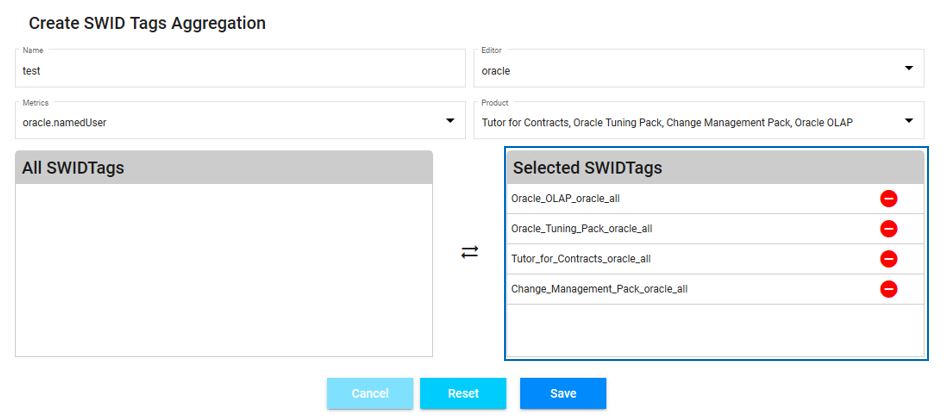 Create SWID Tags Aggregation
Name
test
Editor
oracle
Metrics
oracle.namedUser
Product
Tutor for Contracts, Oracle Tuning Pack, Change Management Pack, Oracle OLAP
All SWIDTags
Selected SWIDTags
Oracle_OLAP_oracle_all
Oracle_Tuning_Pack_oracle_all
Tutor_for_Contracts_oracle_all
Change_Management_Pack_oracle_all
Cancel
Reset
Save